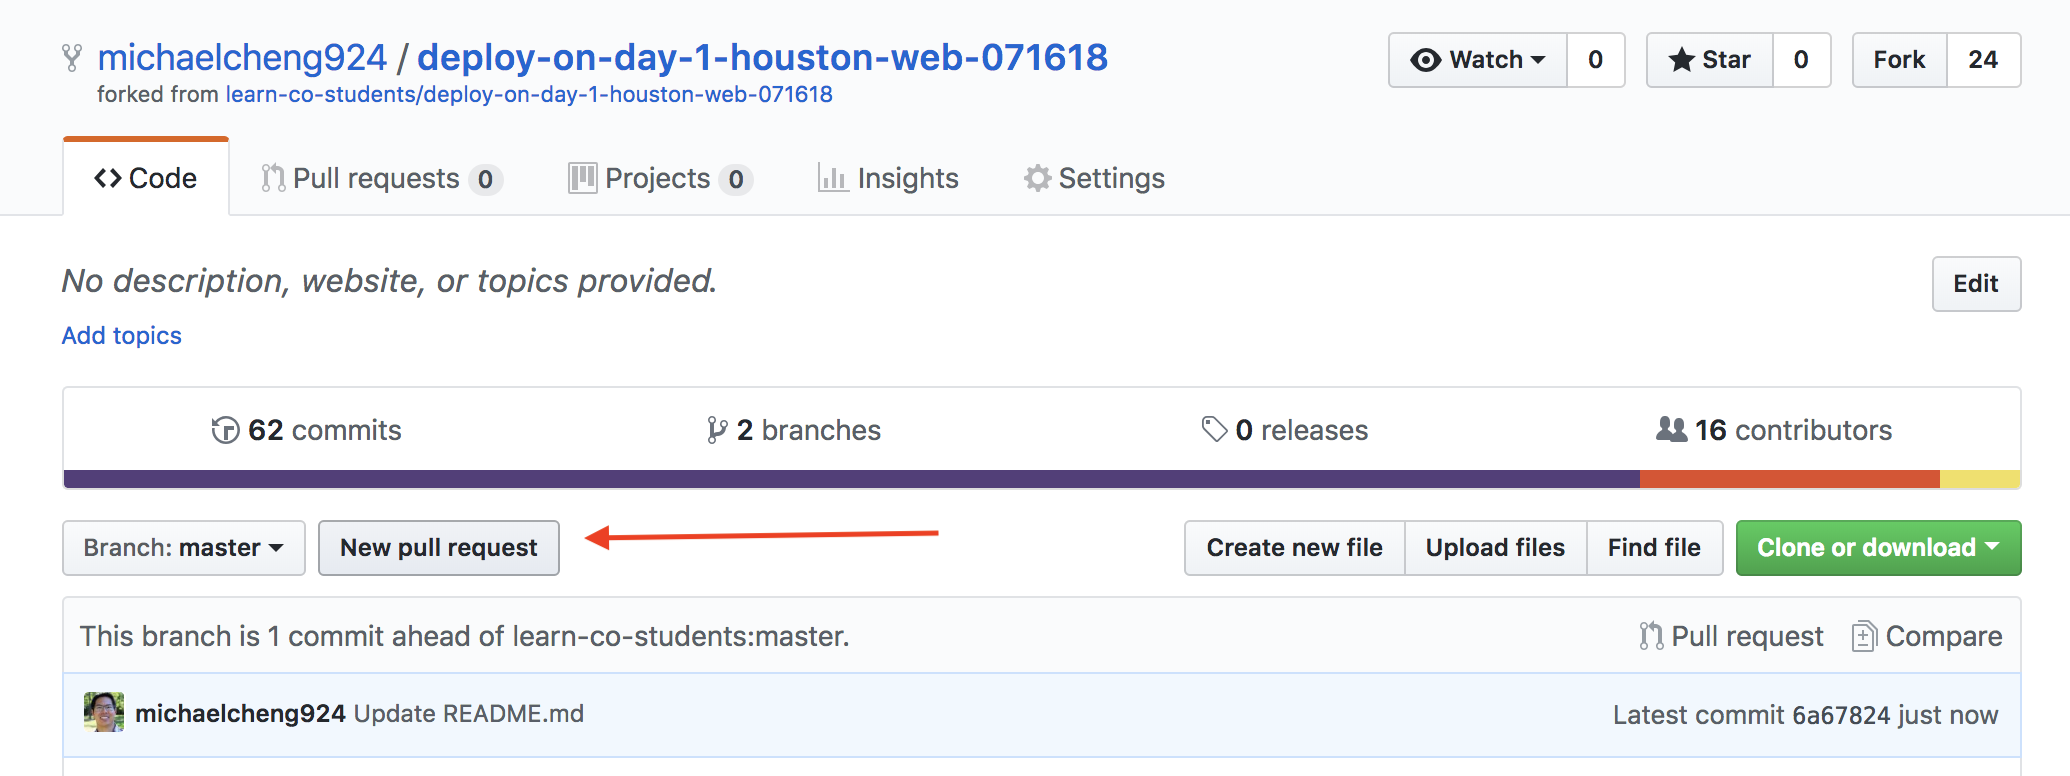 michaelcheng924 / deploy-on-day-1-houston-web-071618
Watch 0 Star 0 Fork 24
forked from learn-co-students/deploy-on-day-1-houston-web-071618
Code Pull requests 0 Projects 0 Insights Settings
No description, website, or topics provided.
Edit
Add topics
62 commits 2 branches 0 releases 16 contributors
Branch: master New pull request Create new file Upload files Find file Clone or download
This branch is 1 commit ahead of learn-co-students:master. Pull request Compare
michaelcheng924 Update README.md Latest commit 6a67824 just now